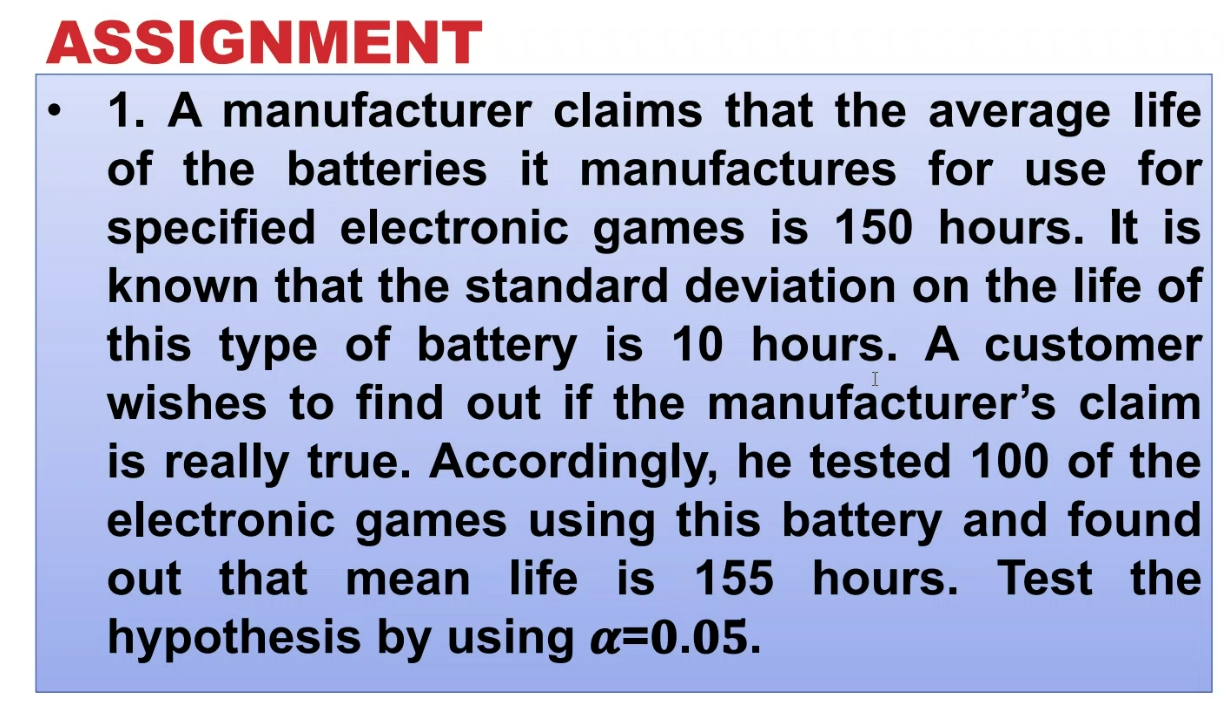 ASSIGNMENT
• 1. A manufacturer claims that the average life
of the batteries it manufactures for use for
specified electronic games is 150 hours. It is
known that the standard deviation on the life of
this type of battery is 10 hours. A customer
wishes to find out if the manufacturer’s claim
is really true. Accordingly, he tested 100 of the
electronic games using this battery and found
out that mean life is 155 hours. Test the
hypothesis by using 𝜶=0.05.